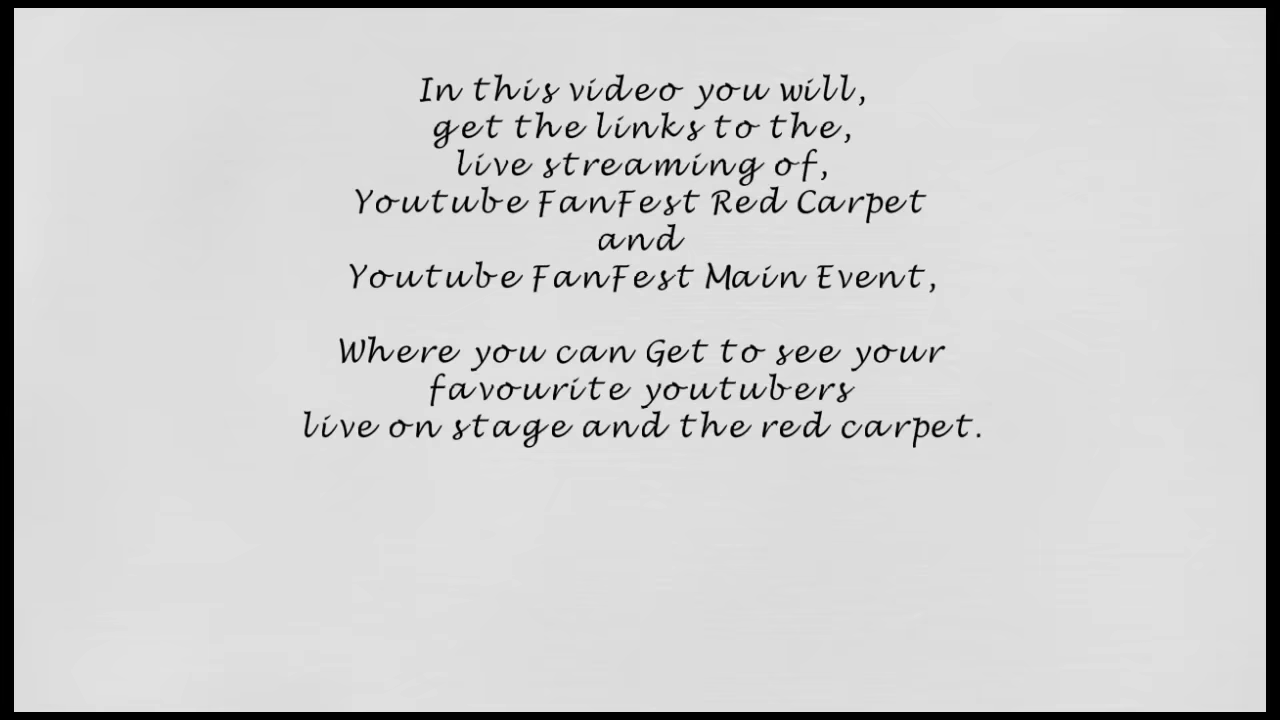 In this video you will,
get the links to the,
live streaming of,
Youtube FanFest Red Carpet
and
Youtube FanFest Main Event,
Where you can Get to see your
favourite youtubers
live on stage and the red carpet.